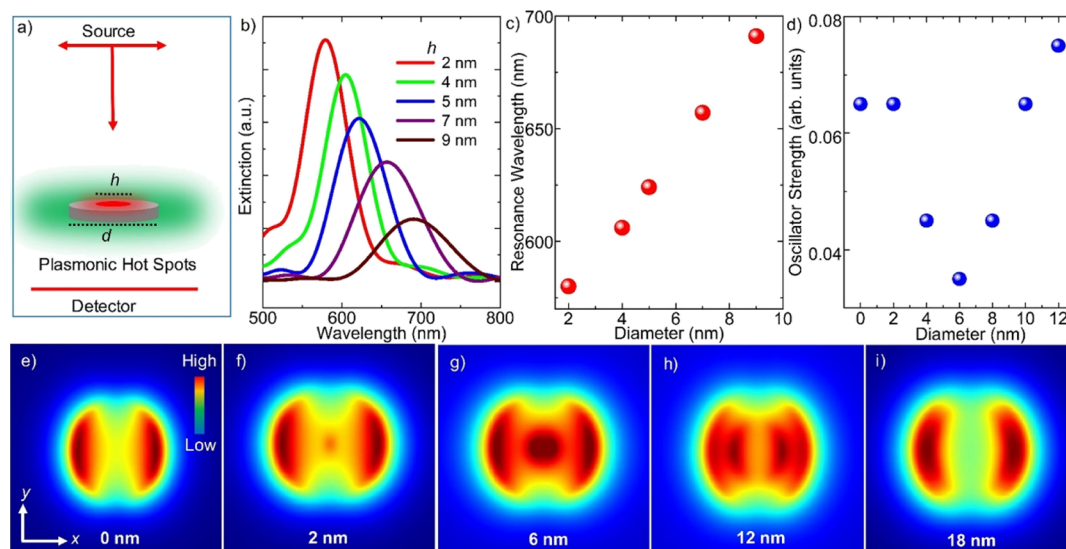 a)
Source
h
d
Plasmonic Hot Spots
Detector
b)
Extinction (a.u.)
h
2 nm
4 nm
5 nm
7 nm
9 nm
500 600 700 800
Wavelength (nm)
c)
Resonance Wavelength (nm)
700
650
600
2 4 6 8 10
Diameter (nm)
d)
Oscillator Strength (arb. units)
0.08
0.06
0.04
0 2 4 6 8 10 12
Diameter (nm)
e)
High
Low
y
x
0 nm
f)
2 nm
g)
6 nm
h)
12 nm
i)
18 nm